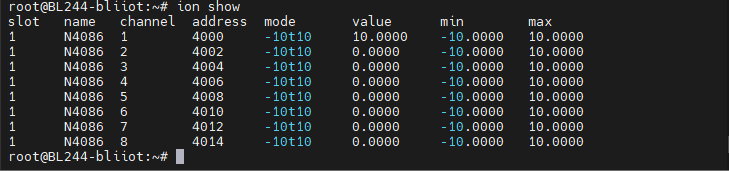 root@BL244-bliiot:~# ion show
slot name channel address mode value min max
1 N4086 1 4000 -10t10 10.0000 -10.0000 10.0000
1 N4086 2 4002 -10t10 0.0000 -10.0000 10.0000
1 N4086 3 4004 -10t10 0.0000 -10.0000 10.0000
1 N4086 4 4006 -10t10 0.0000 -10.0000 10.0000
1 N4086 5 4008 -10t10 0.0000 -10.0000 10.0000
1 N4086 6 4010 -10t10 0.0000 -10.0000 10.0000
1 N4086 7 4012 -10t10 0.0000 -10.0000 10.0000
1 N4086 8 4014 -10t10 0.0000 -10.0000 10.0000
root@BL244-bliiot:~#